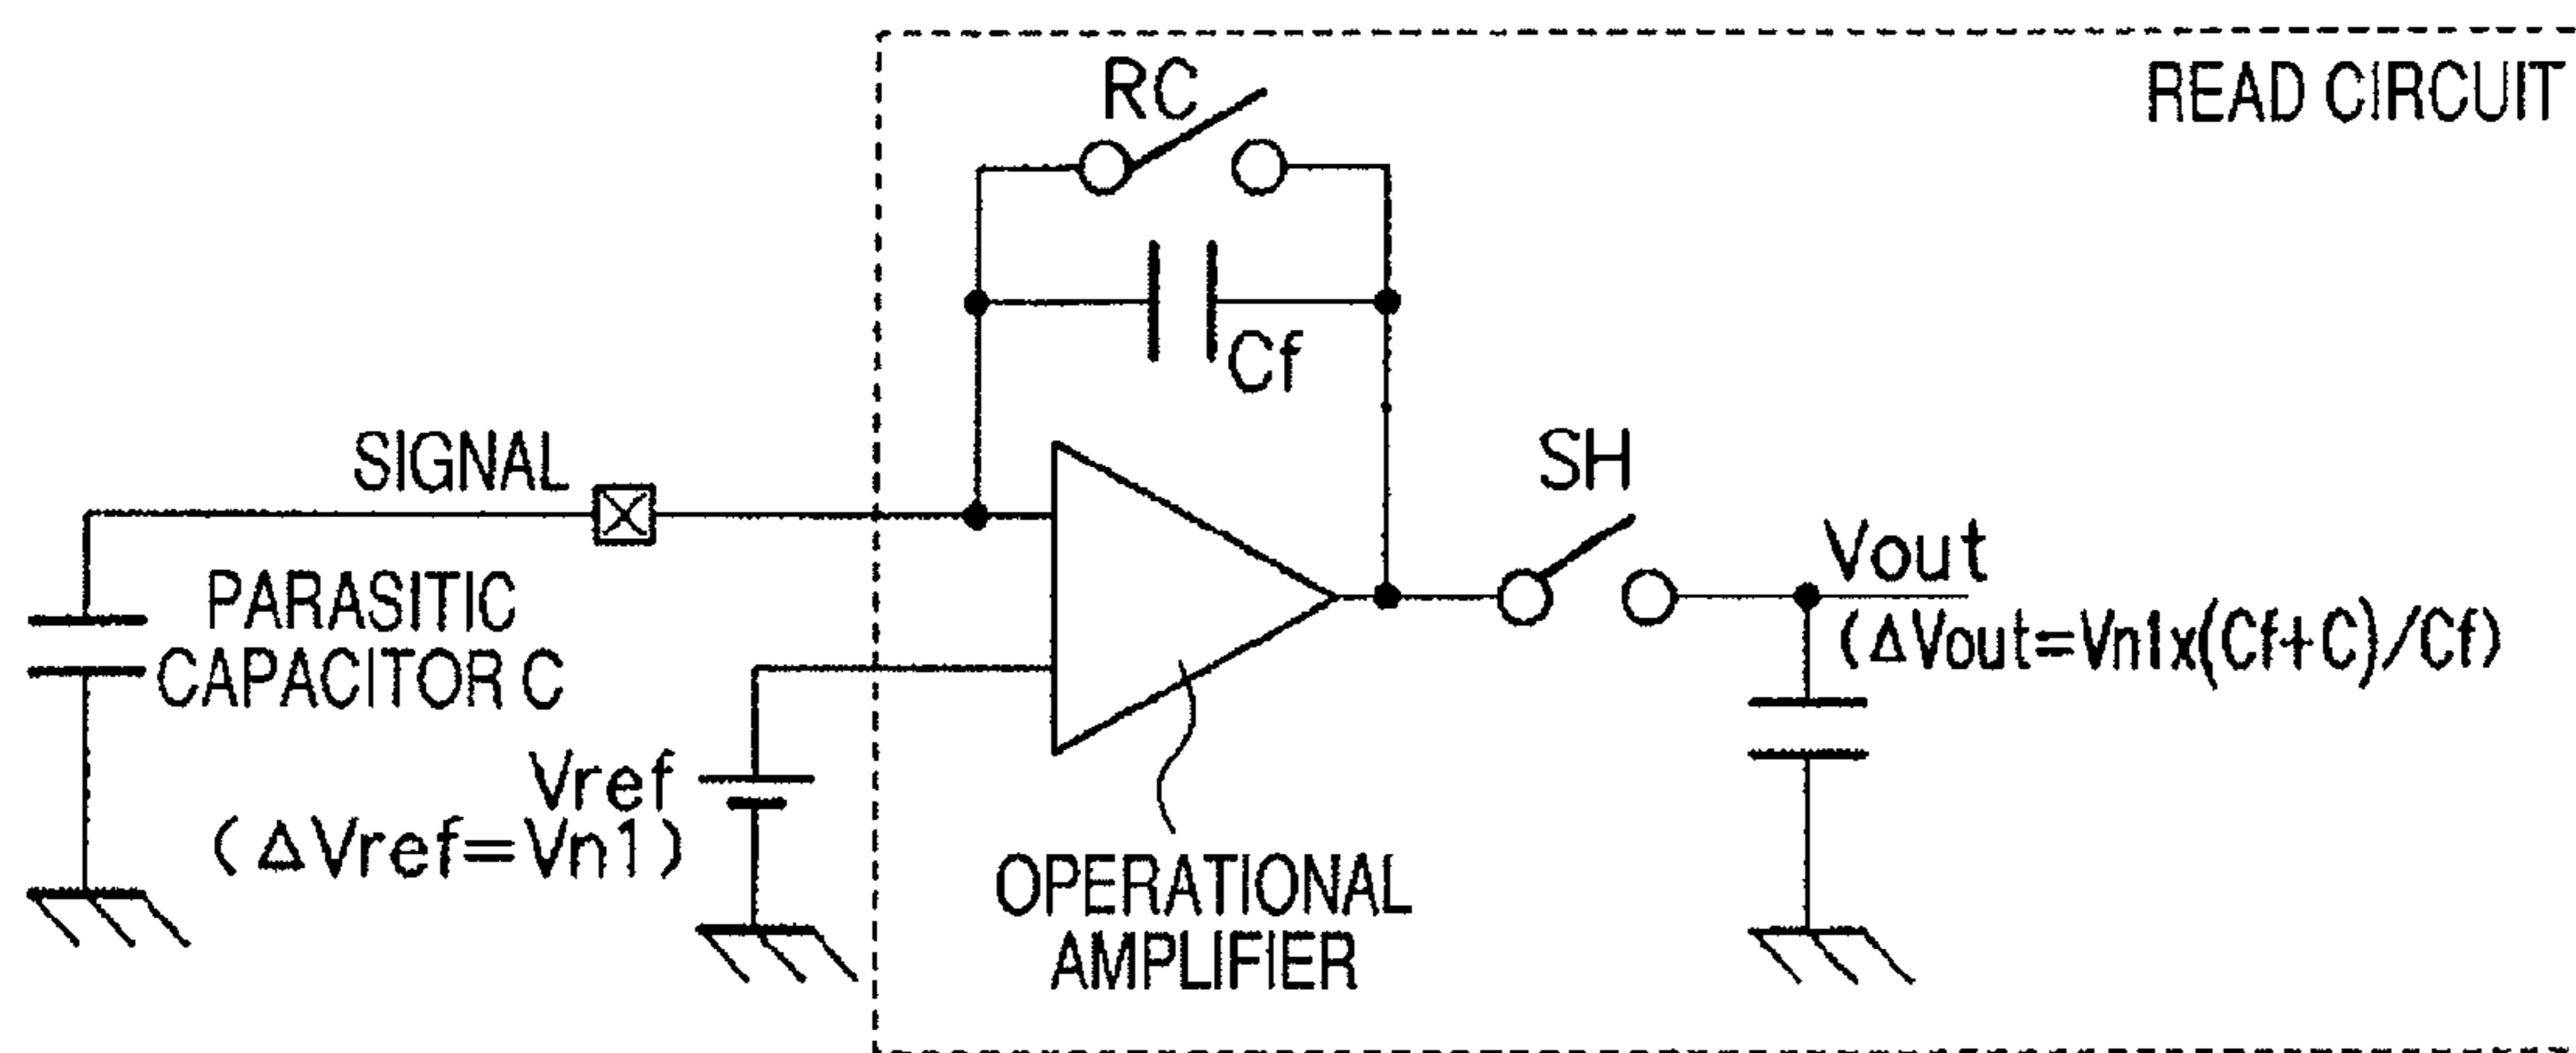 READ CIRCUIT
RC
Cf
SIGNAL
SH
Vout
(ΔVout=Vn1x(Cf+C)/Cf)
PARASITIC
CAPACITOR C
Vref
(ΔVref=Vn1)
OPERATIONAL
AMPLIFIER